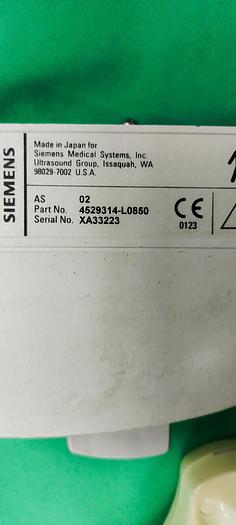 SIEMENS
Made in Japan for
Siemens Medical Systems, Inc.
Ultrasound Group, Issaquah, WA
98029-7002 U.S.A.
AS 02
Part No. 4529314-L0850
Serial No. XA33223
CE
0123